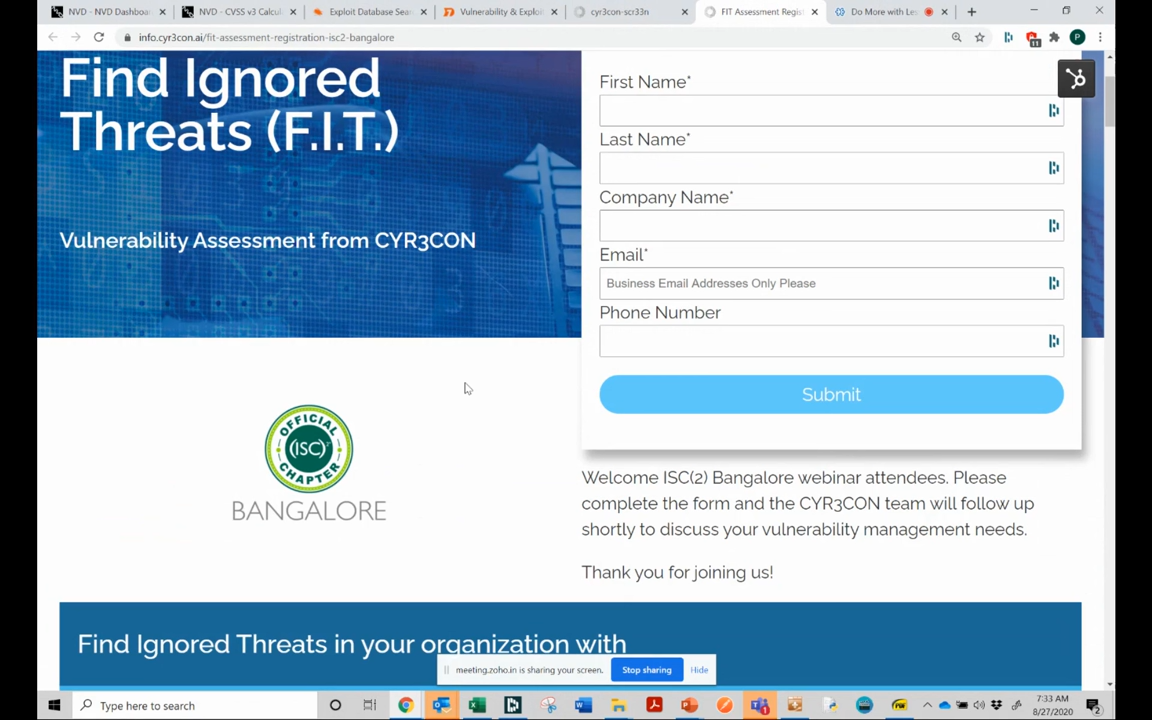 NVD - NVD Dashboar
NVD - CVSS v3 Calcul
Exploit Database Sear
Vulnerability & Exploi
cyr3con-scr33n
FIT Assessment Regis
Do More with Les
info.cyr3con.ai/fit-assessment-registration-isc2-bangalore
11
P
Find Ignored
Threats (F.I.T.)
Vulnerability Assessment from CYR3CON
First Name*
Last Name*
Company Name*
Email*
Business Email Addresses Only Please
Phone Number
Submit
OFFICIAL
(ISC)²
CHAPTER
BANGALORE
Welcome ISC(2) Bangalore webinar attendees. Please
complete the form and the CYR3CON team will follow up
shortly to discuss your vulnerability management needs.
Thank you for joining us!
Find Ignored Threats in your organization with
meeting.zoho.in is sharing your screen.
Stop sharing
Hide
Type here to search
7:33 AM
8/27/2020
2